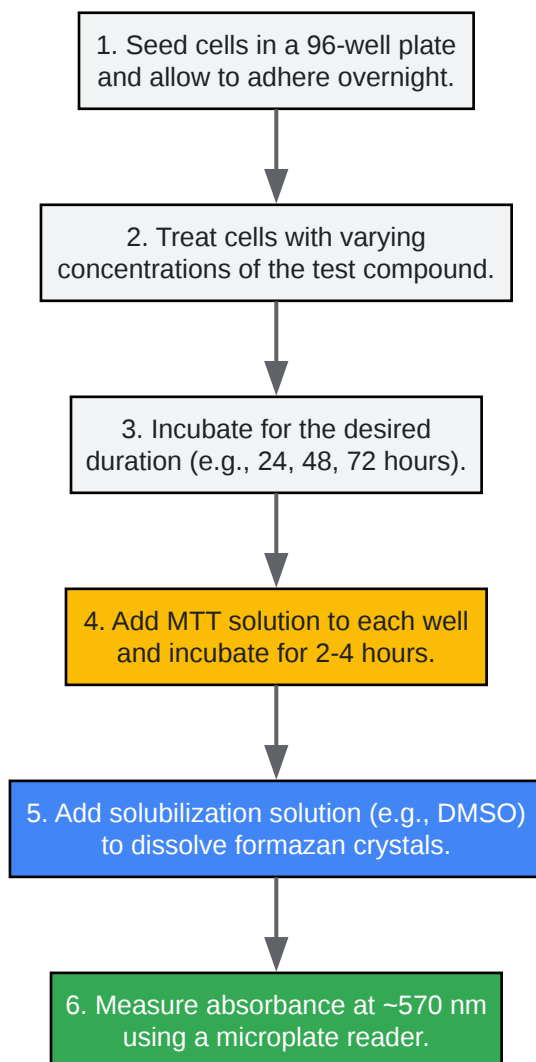 1. Seed cells in a 96-well plate
and allow to adhere overnight.
2. Treat cells with varying
concentrations of the test compound.
3. Incubate for the desired
duration (e.g., 24, 48, 72 hours).
4. Add MTT solution to each well
and incubate for 2-4 hours.
5. Add solubilization solution (e.g., DMSO)
to dissolve formazan crystals.
6. Measure absorbance at ~570 nm
using a microplate reader.